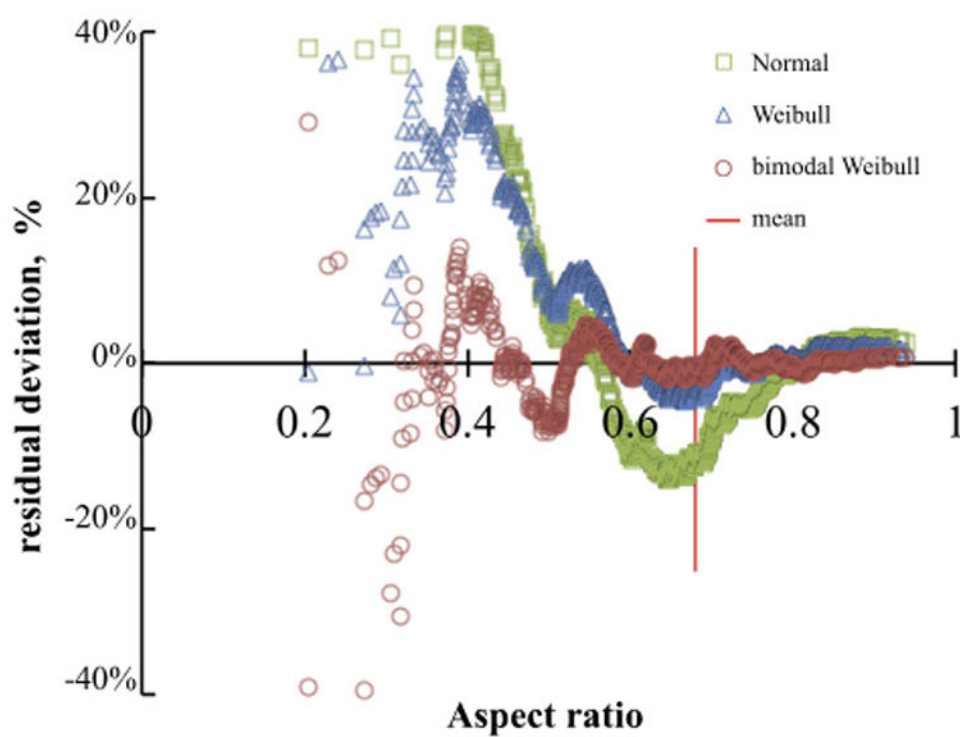 40%
Normal
Weibull
bimodal Weibull
mean
20%
0%
0 0.2 0.4 0.6 0.8 1
-20%
-40%
residual deviation, %
Aspect ratio